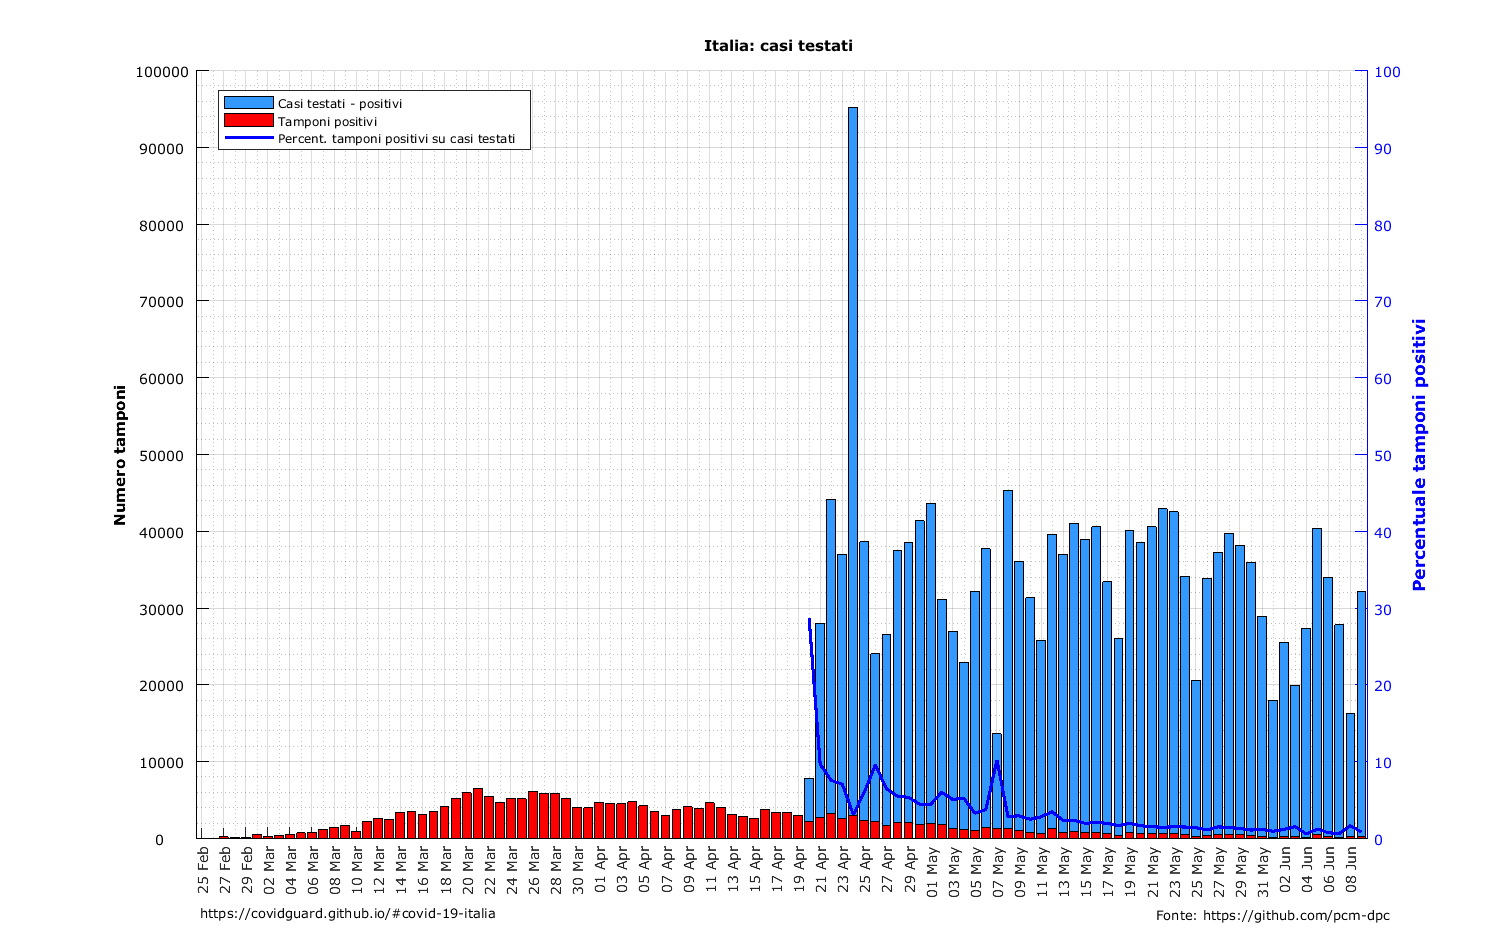 Italia: casi testati
Casi testati - positivi
Tamponi positivi
Percent. tamponi positivi su casi testati
Numero tamponi
100000
90000
80000
70000
60000
50000
40000
30000
20000
10000
0
Percentuale tamponi positivi
100
90
80
70
60
50
40
30
20
10
0
25 Feb
27 Feb
29 Feb
02 Mar
04 Mar
06 Mar
08 Mar
10 Mar
12 Mar
14 Mar
16 Mar
18 Mar
20 Mar
22 Mar
24 Mar
26 Mar
28 Mar
30 Mar
01 Apr
03 Apr
05 Apr
07 Apr
09 Apr
11 Apr
13 Apr
15 Apr
17 Apr
19 Apr
21 Apr
23 Apr
25 Apr
27 Apr
29 Apr
01 May
03 May
05 May
07 May
09 May
11 May
13 May
15 May
17 May
19 May
21 May
23 May
25 May
27 May
29 May
31 May
02 Jun
04 Jun
06 Jun
08 Jun
https://covidguard.github.io/#covid-19-italia
Fonte: https://github.com/pcm-dpc